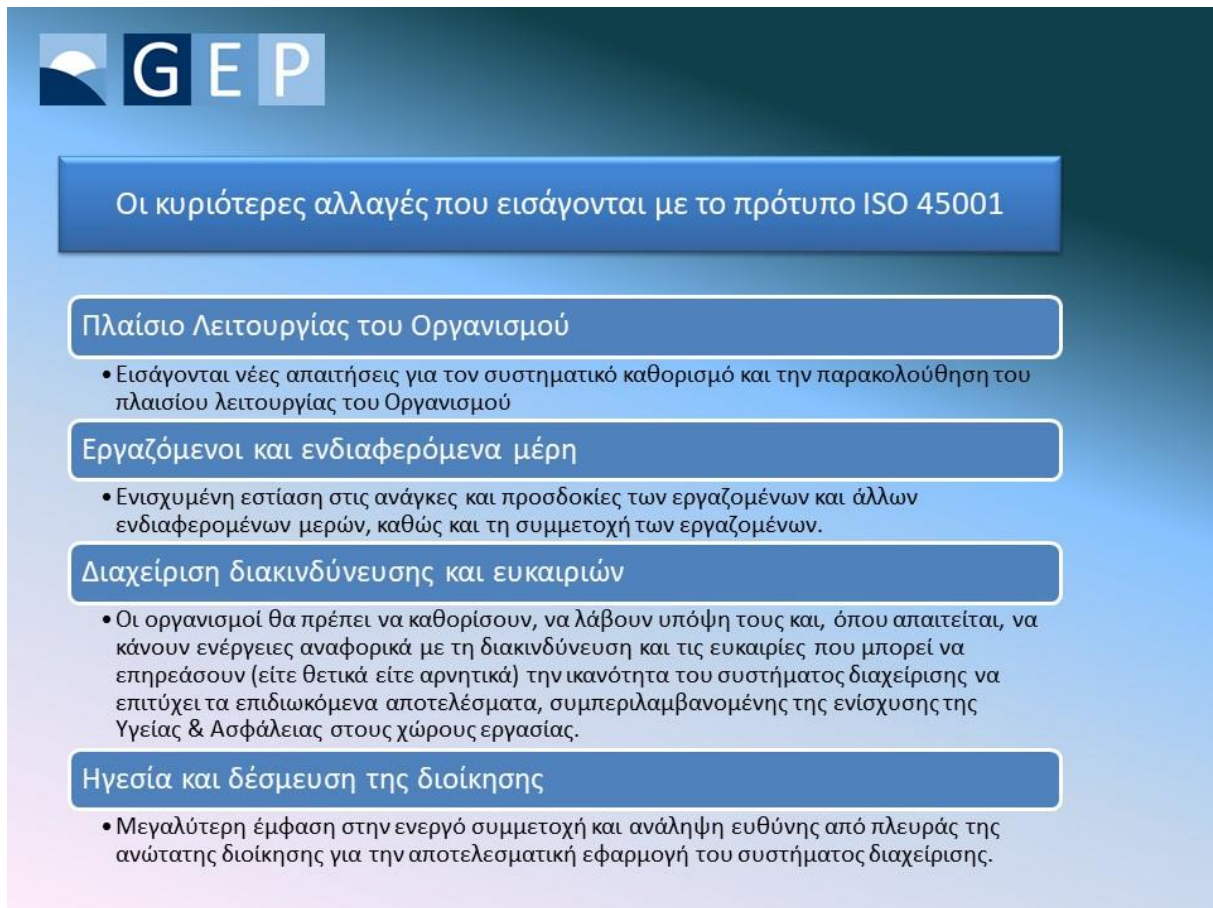 GEP
Οι κυριότερες αλλαγές που εισάγονται με το πρότυπο ISO 45001
Πλαίσιο Λειτουργίας του Οργανισμού
• Εισάγονται νέες απαιτήσεις για τον συστηματικό καθορισμό και την παρακολούθηση του
πλαισίου λειτουργίας του Οργανισμού
Εργαζόμενοι και ενδιαφερόμενα μέρη
• Ενισχυμένη εστίαση στις ανάγκες και προσδοκίες των εργαζομένων και άλλων
ενδιαφερομένων μερών, καθώς και τη συμμετοχή των εργαζομένων.
Διαχείριση διακινδύνευσης και ευκαιριών
• Οι οργανισμοί θα πρέπει να καθορίσουν, να λάβουν υπόψη τους και, όπου απαιτείται, να
κάνουν ενέργειες αναφορικά με τη διακινδύνευση και τις ευκαιρίες που μπορεί να
επηρεάσουν (είτε θετικά είτε αρνητικά) την ικανότητα του συστήματος διαχείρισης να
επιτύχει τα επιδιωκόμενα αποτελέσματα, συμπεριλαμβανομένης της ενίσχυσης της
Υγείας & Ασφάλειας στους χώρους εργασίας.
Ηγεσία και δέσμευση της διοίκησης
• Μεγαλύτερη έμφαση στην ενεργό συμμετοχή και ανάληψη ευθύνης από πλευράς της
ανώτατης διοίκησης για την αποτελεσματική εφαρμογή του συστήματος διαχείρισης.